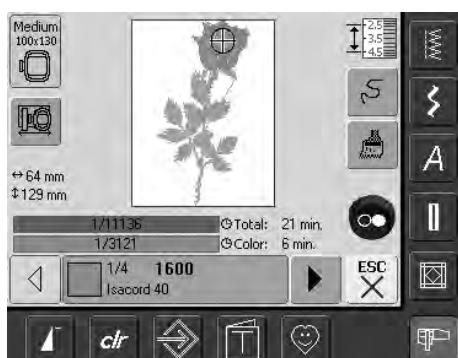 Medium
100x130
2.5
3.5
4.5
64 mm
129 mm
1/11136 Total: 21 min.
1/3121 Color: 6 min.
1/4 1600
Isacord 40
ESC
A
clr
T